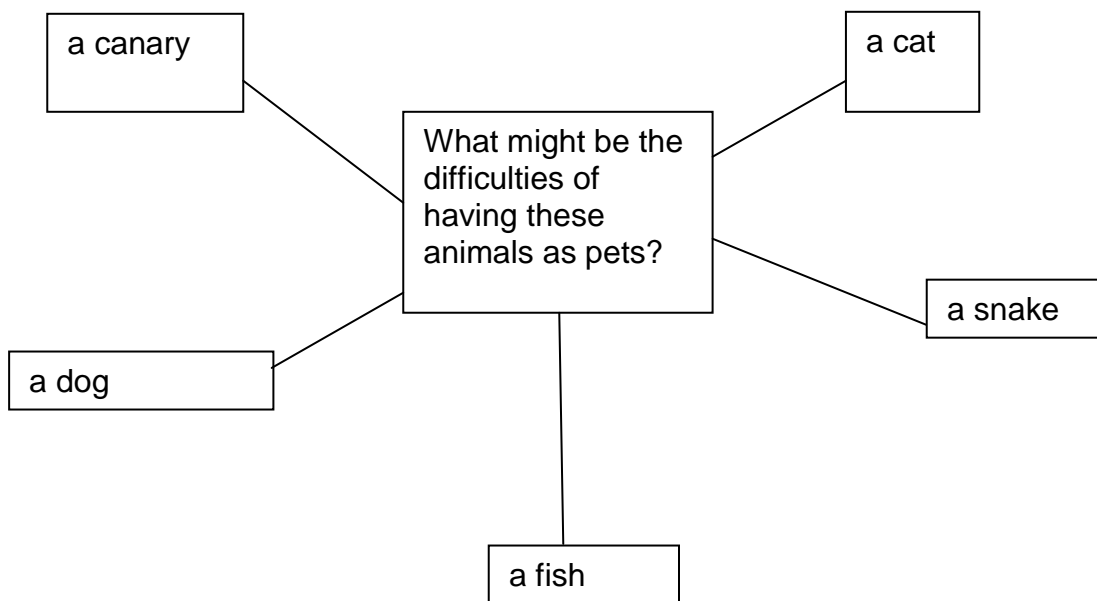 a canary
a cat
What might be the
difficulties of
having these
animals as pets?
a snake
a dog
a fish